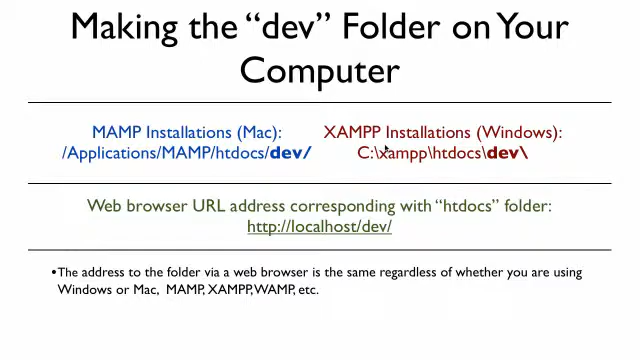 Making the “dev” Folder on Your
Computer
MAMP Installations (Mac):
/Applications/MAMP/htdocs/dev/
XAMPP Installations (Windows):
C:\xampp\htdocs\dev\
Web browser URL address corresponding with “htdocs” folder:
http://localhost/dev/
•The address to the folder via a web browser is the same regardless of whether you are using
Windows or Mac, MAMP, XAMPP, WAMP, etc.